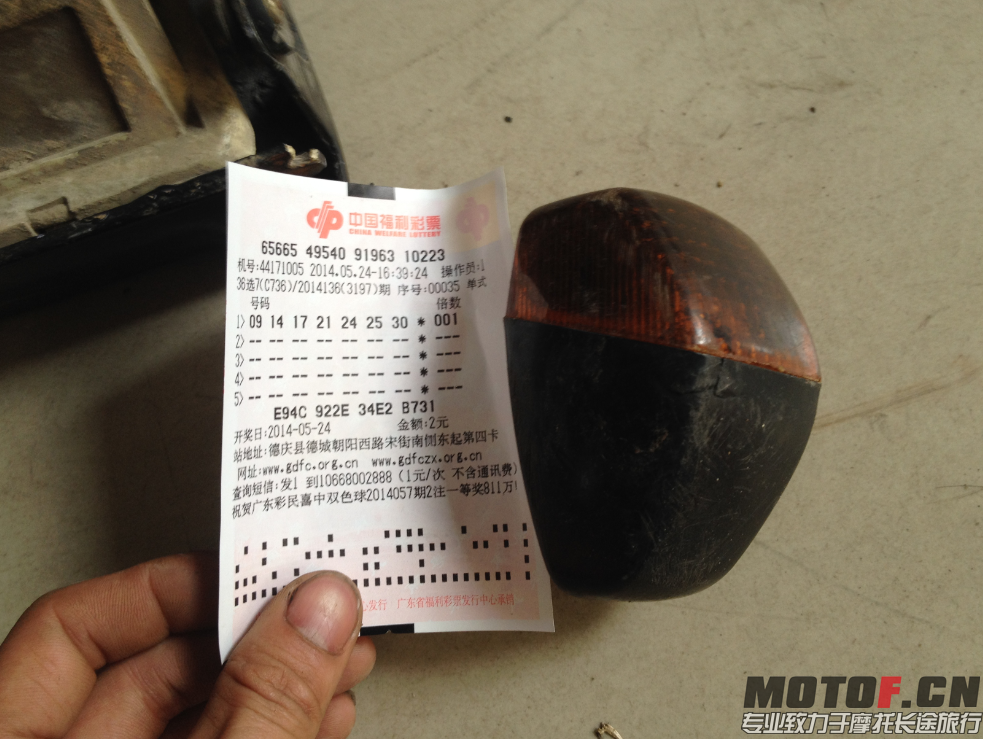 中国福利彩票
CHINA WELFARE LOTTERY
65665 49540 91963 10223
机号:44171005 2014.05.24-16:39:24 操作员:1
36选7(C736)/2014136(3197)期 序号:00035 单式
号码 倍数
1> 09 14 17 21 24 25 30 * 001
2> -- -- -- -- -- -- -- * ---
3> -- -- -- -- -- -- -- * ---
4> -- -- -- -- -- -- -- * ---
5> -- -- -- -- -- -- -- * ---
E94C 922E 34E2 B731
开奖日:2014-05-24 金额:2元
站地址:德庆县德城朝阳西路宋街南侧东起第四卡
网址:www.gdfc.org.cn www.gdfczx.org.cn
查询短信:发1 到10668002888(1元/次 不含通讯费)
祝贺广东彩民喜中双色球2014057期2注一等奖811万!
心发行 广东省福利彩票发行中心承销
MOTOF.CN
专业致力于摩托长途旅行